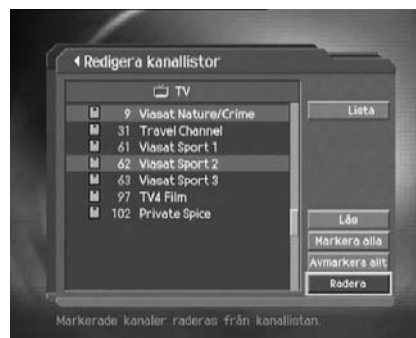 Redigera kanallistor
TV
9 Viasat Nature/Crime
31 Travel Channel
61 Viasat Sport 1
62 Viasat Sport 2
63 Viasat Sport 3
97 TV4 Film
102 Private Spice
Lista
Lås
Markera alla
Avmarkera allt
Radera
Markerade kanaler raderas från kanallistan.